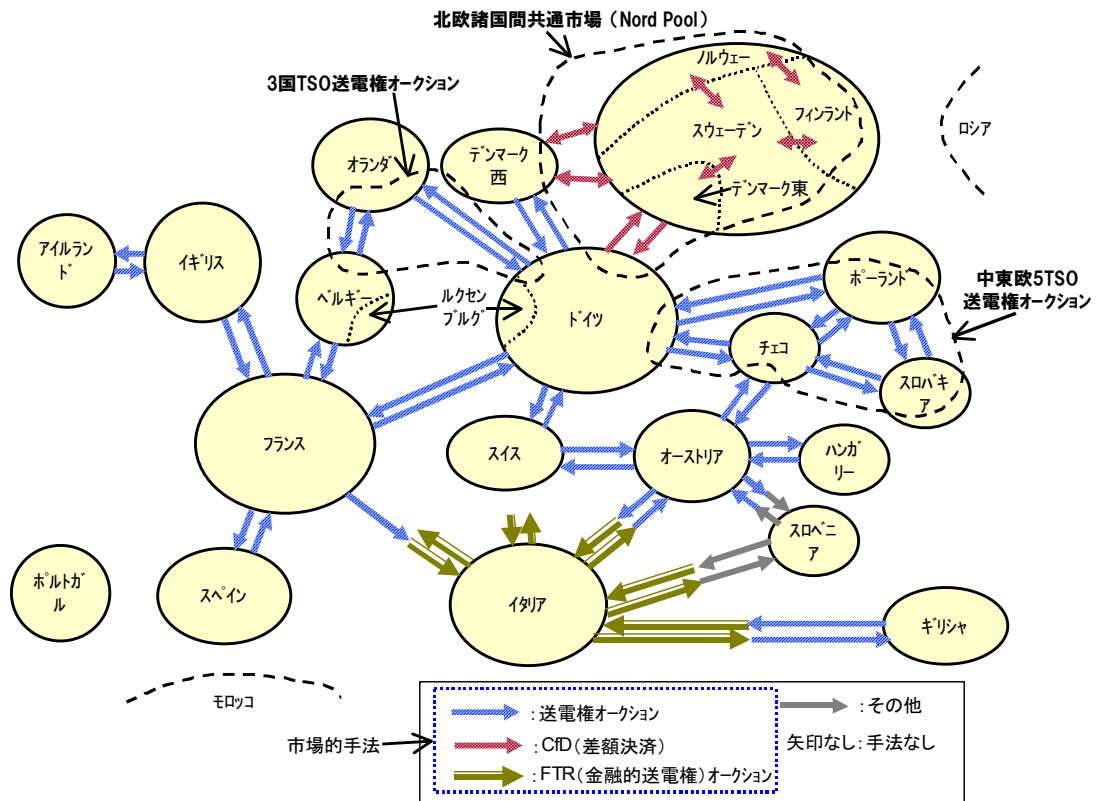 北欧諸国間共通市場（Nord Pool）
3国TSO送電権オークション
ノルウェー
フィンラント
スウェーデン
デンマーク東
ロシア
オランダ
デンマーク
西
アイルラン
ド
イギリス
ベルギー
ルクセン
ブルグ
ドイツ
ポーランド
中東欧5TSO
送電権オークション
チェコ
スロバキ
ア
フランス
スイス
オーストリア
ハンガ
リー
スロベニ
ア
ポルトガ
ル
スペイン
イタリア
ギリシャ
モロッコ
市場的手法
：送電権オークション
：CfD（差額決済）
：FTR（金融的送電権）オークション
：その他
矢印なし：手法なし